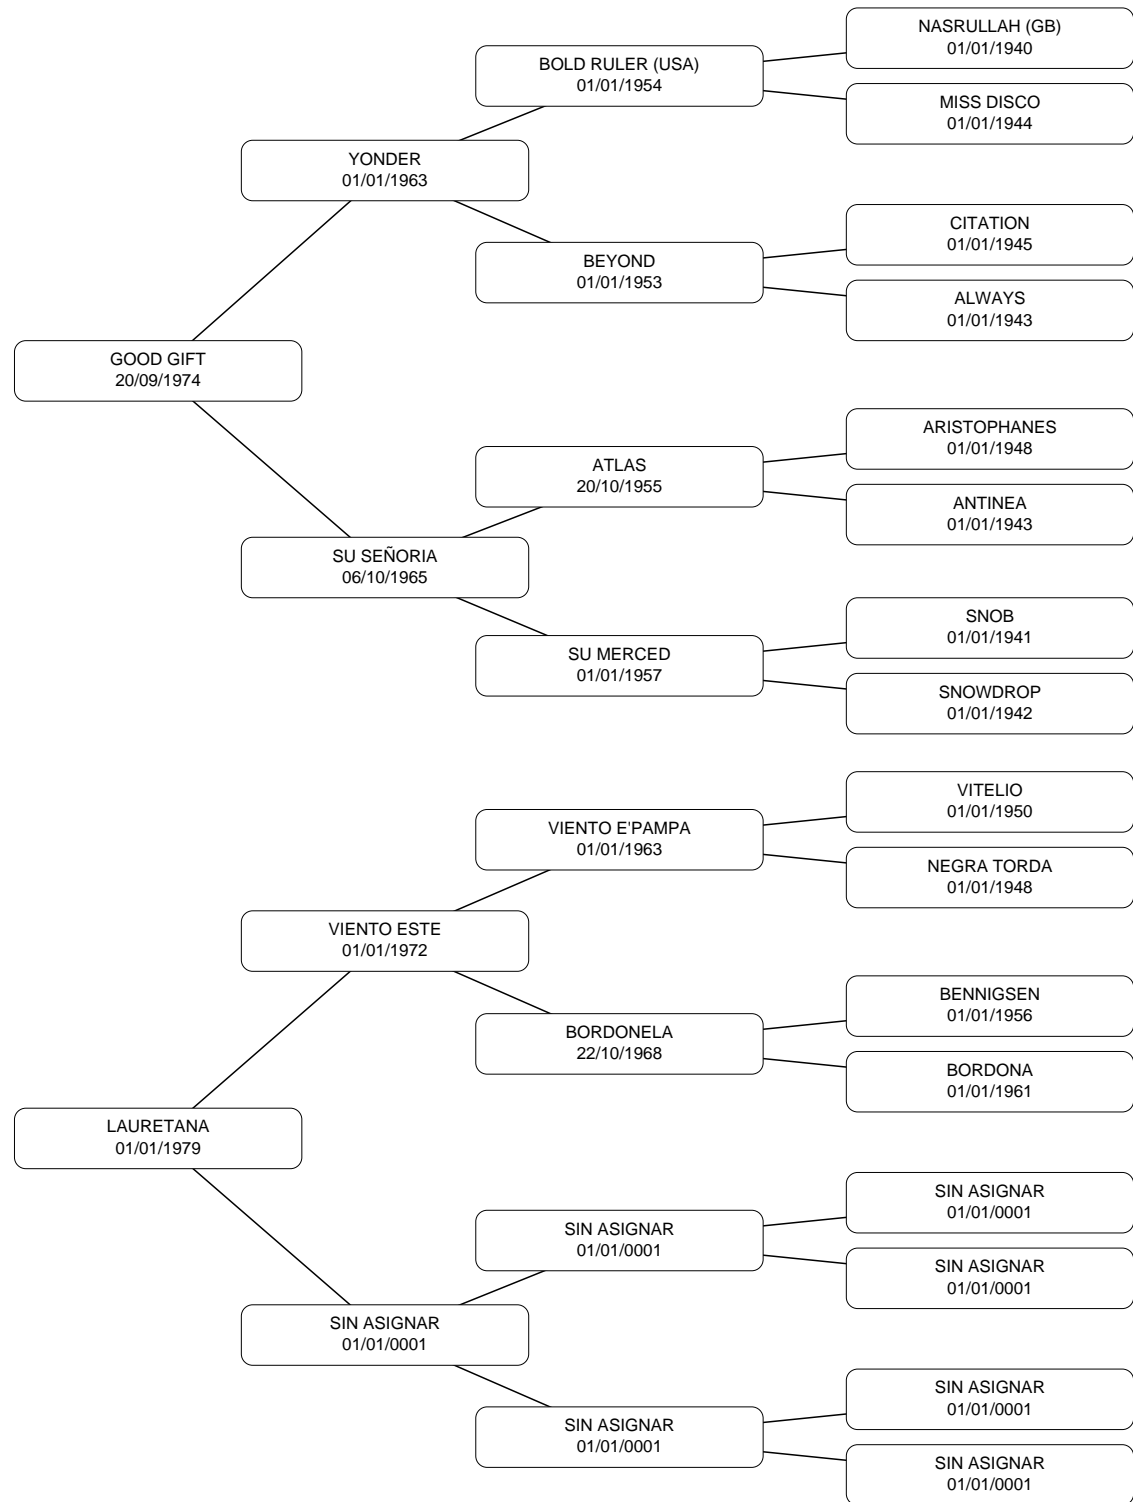 NASRULLAH (GB)
01/01/1940
BOLD RULER (USA)
01/01/1954
MISS DISCO
01/01/1944
YONDER
01/01/1963
CITATION
01/01/1945
BEYOND
01/01/1953
ALWAYS
01/01/1943
GOOD GIFT
20/09/1974
ARISTOPHANES
01/01/1948
ATLAS
20/10/1955
ANTINEA
01/01/1943
SU SEÑORIA
06/10/1965
SNOB
01/01/1941
SU MERCED
01/01/1957
SNOWDROP
01/01/1942
VITELIO
01/01/1950
VIENTO E'PAMPA
01/01/1963
NEGRA TORDA
01/01/1948
VIENTO ESTE
01/01/1972
BENNIGSEN
01/01/1956
BORDONELA
22/10/1968
BORDONA
01/01/1961
LAURETANA
01/01/1979
SIN ASIGNAR
01/01/0001
SIN ASIGNAR
01/01/0001
SIN ASIGNAR
01/01/0001
SIN ASIGNAR
01/01/0001
SIN ASIGNAR
01/01/0001
SIN ASIGNAR
01/01/0001
SIN ASIGNAR
01/01/0001